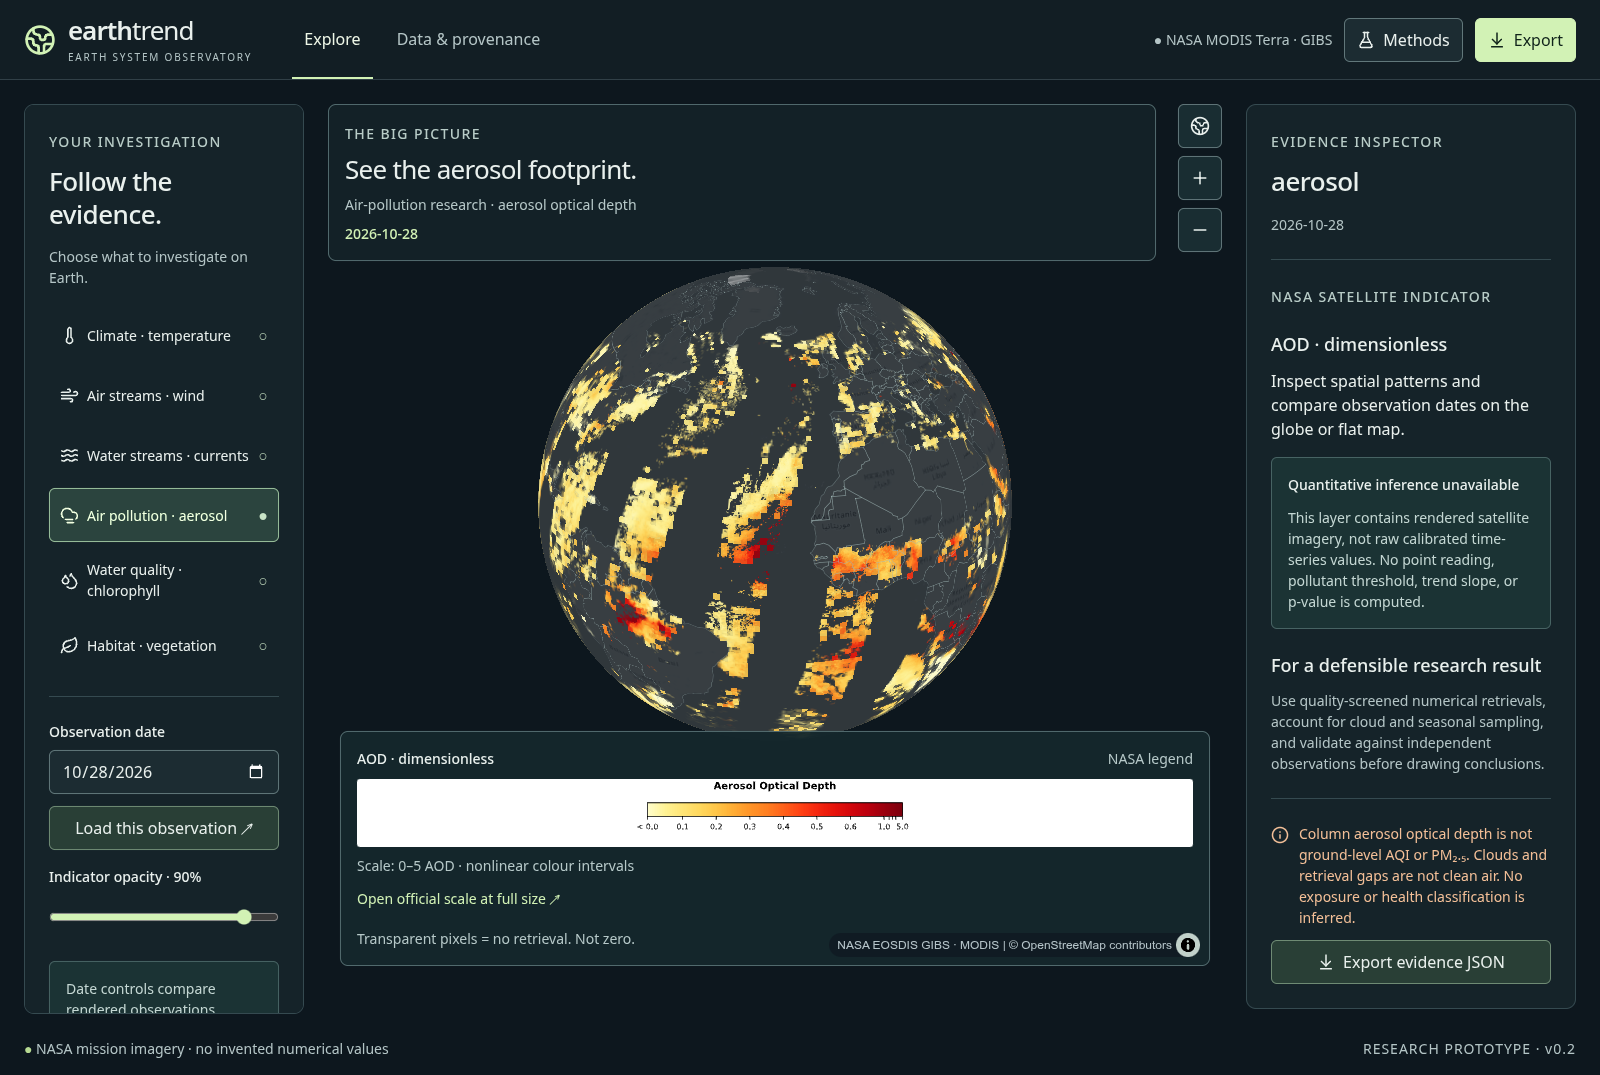 earthtrend
EARTH SYSTEM OBSERVATORY
Explore
Data & provenance
NASA MODIS Terra · GIBS
Methods
Export
YOUR INVESTIGATION
Follow the
evidence.
Choose what to investigate on
Earth.
Climate · temperature
Air streams · wind
Water streams · currents
Air pollution · aerosol
Water quality ·
chlorophyll
Habitat · vegetation
Observation date
10/28/2026
Load this observation ↗
Indicator opacity · 90%
Date controls compare
rendered observations
THE BIG PICTURE
See the aerosol footprint.
Air-pollution research · aerosol optical depth
2026-10-28
AOD · dimensionless
NASA legend
Aerosol Optical Depth
< 0.0 0.1 0.2 0.3 0.4 0.5 0.6 1.0 5.0
Scale: 0–5 AOD · nonlinear colour intervals
Open official scale at full size ↗
Transparent pixels = no retrieval. Not zero.
NASA EOSDIS GIBS · MODIS | © OpenStreetMap contributors
EVIDENCE INSPECTOR
aerosol
2026-10-28
NASA SATELLITE INDICATOR
AOD · dimensionless
Inspect spatial patterns and
compare observation dates on the
globe or flat map.
Quantitative inference unavailable
This layer contains rendered satellite
imagery, not raw calibrated time-
series values. No point reading,
pollutant threshold, trend slope, or
p-value is computed.
For a defensible research result
Use quality-screened numerical retrievals,
account for cloud and seasonal sampling,
and validate against independent
observations before drawing conclusions.
Column aerosol optical depth is not
ground-level AQI or PM₂.₅. Clouds and
retrieval gaps are not clean air. No
exposure or health classification is
inferred.
Export evidence JSON
NASA mission imagery · no invented numerical values
RESEARCH PROTOTYPE · v0.2